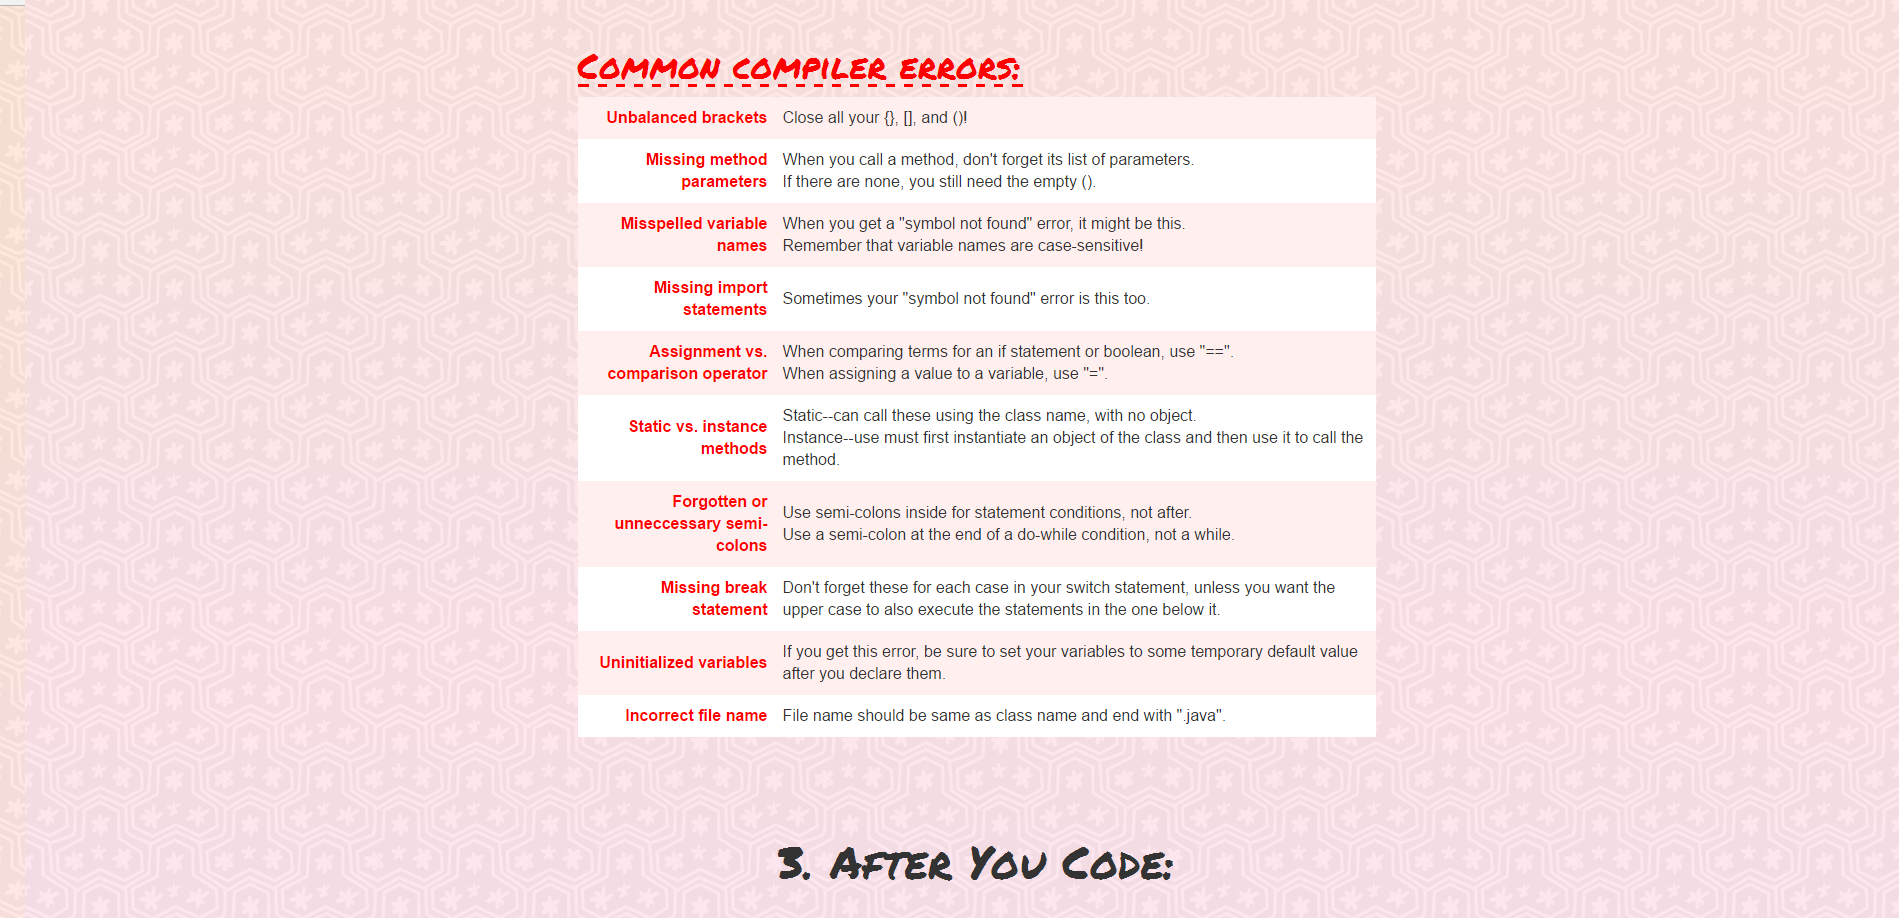 Common compiler errors:
Unbalanced brackets Close all your {}, [], and ()!
Missing method
parameters
When you call a method, don't forget its list of parameters.
If there are none, you still need the empty ().
Misspelled variable
names
When you get a "symbol not found" error, it might be this.
Remember that variable names are case-sensitive!
Missing import
statements
Sometimes your "symbol not found" error is this too.
Assignment vs.
comparison operator
When comparing terms for an if statement or boolean, use "==".
When assigning a value to a variable, use "=".
Static vs. instance
methods
Static--can call these using the class name, with no object.
Instance--use must first instantiate an object of the class and then use it to call the
method.
Forgotten or
unneccessary semi-
colons
Use semi-colons inside for statement conditions, not after.
Use a semi-colon at the end of a do-while condition, not a while.
Missing break
statement
Don't forget these for each case in your switch statement, unless you want the
upper case to also execute the statements in the one below it.
Uninitialized variables
If you get this error, be sure to set your variables to some temporary default value
after you declare them.
Incorrect file name File name should be same as class name and end with ".java".
3. After You Code: